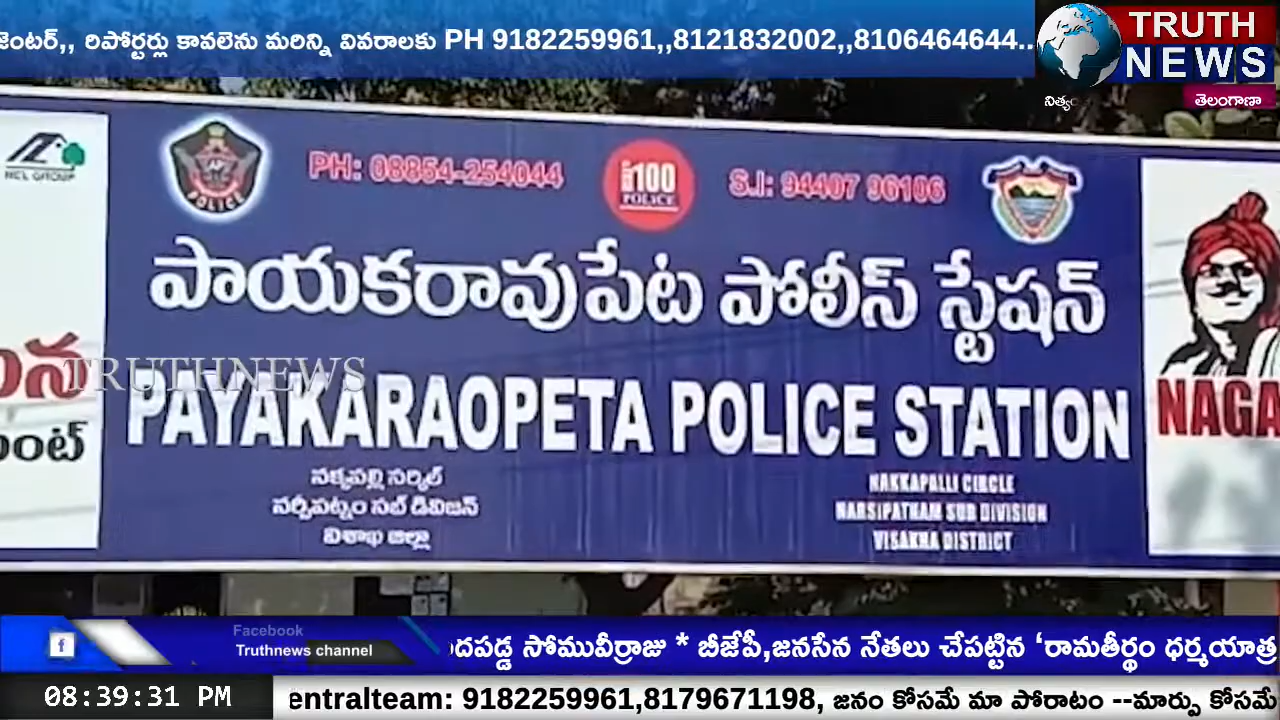 జెంటర్,, రిపోర్టర్లు కావలెను మరిన్ని వివరాలకు PH 9182259961,,8121832002,,8106464644..
TRUTH
NEWS
నిత్యం
తెలంగాణా
NCL GROUP
POLICE
PH: 08854-254044
100
POLICE
S.I: 94407 96106
పాయకరావుపేట పోలీస్ స్టేషన్
TRUTHNEWS
PAYAKARAOPETA POLICE STATION
NAGA
నక్కపల్లి సర్కిల్
నర్సీపట్నం సబ్ డివిజన్
విశాఖ జిల్లా
NAKKAPALLI CIRCLE
NARSIPATNAM SUB DIVISION
VISAKHA DISTRICT
Facebook
Truthnews channel
దపడ్డ సోమువీర్రాజు * బీజేపీ,జనసేన నేతలు చేపట్టిన ‘రామతీర్థం ధర్మయాత్ర
08:39:31 PM
entralteam: 9182259961,8179671198, జనం కోసమే మా పోరాటం --మార్పు కోసమే